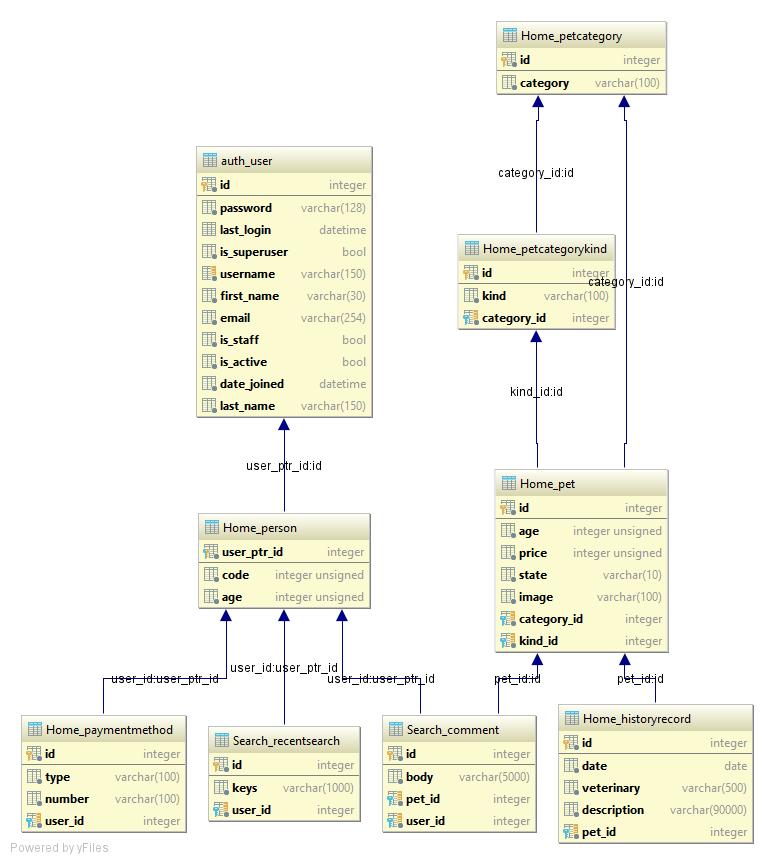 Home_petcategory
id integer
category varchar(100)
category_id:id
category_id:id
auth_user
id integer
password varchar(128)
last_login datetime
is_superuser bool
username varchar(150)
first_name varchar(30)
email varchar(254)
is_staff bool
is_active bool
date_joined datetime
last_name varchar(150)
Home_petcategorykind
id integer
kind varchar(100)
category_id integer
kind_id:id
user_ptr_id:id
Home_pet
id integer
age integer unsigned
price integer unsigned
state varchar(10)
image varchar(100)
category_id integer
kind_id integer
Home_person
user_ptr_id integer
code integer unsigned
age integer unsigned
user_id:user_ptr_id
user_id:user_ptr_id
user_id:user_ptr_id
pet_id:id
pet_id:id
Home_paymentmethod
id integer
type varchar(100)
number varchar(100)
user_id integer
Search_recentsearch
id integer
keys varchar(1000)
user_id integer
Search_comment
id integer
body varchar(5000)
pet_id integer
user_id integer
Home_historyrecord
id integer
date date
veterinary varchar(500)
description varchar(90000)
pet_id integer
Powered by yFiles